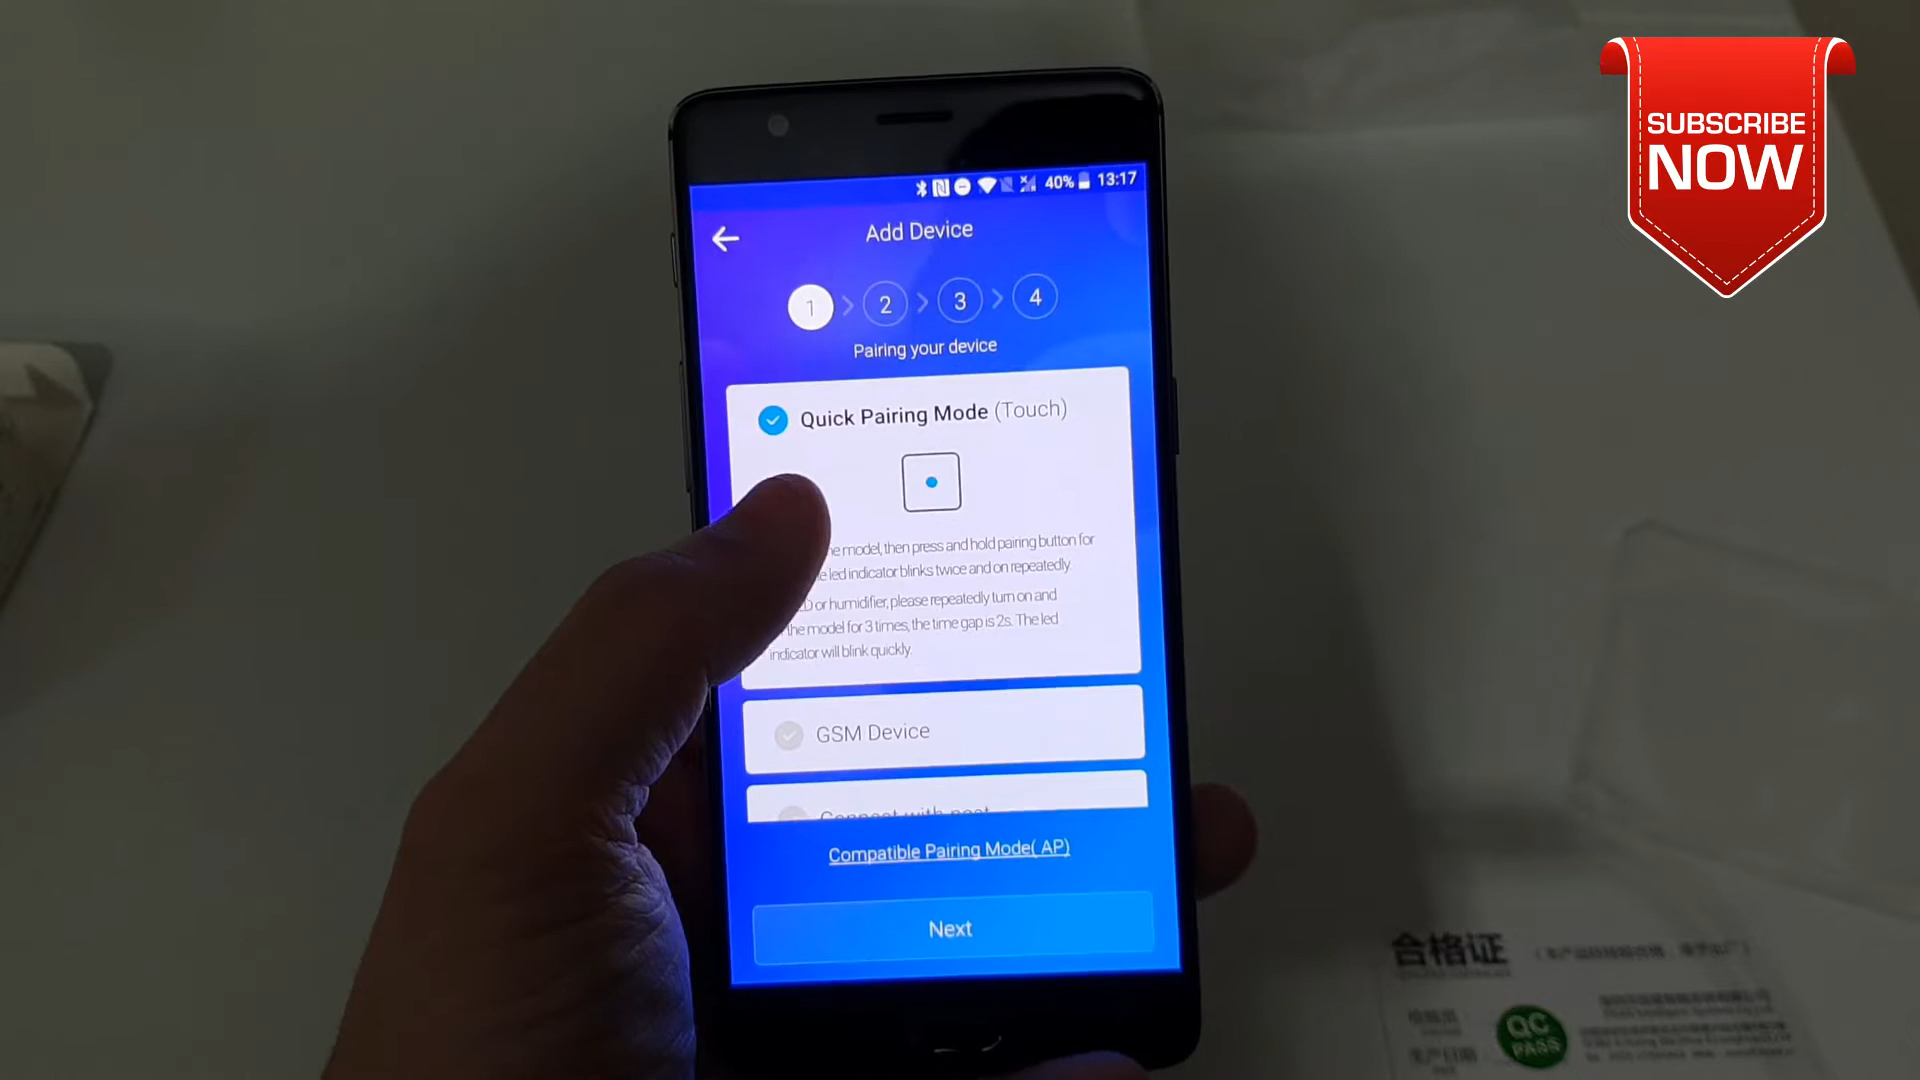 SUBSCRIBE
NOW
40% 13:17
Add Device
1 2 3 4
Pairing your device
Quick Pairing Mode (Touch)
model, then press and hold pairing button for
led indicator blinks twice and on repeatedly.
or humidifier, please repeatedly turn on and
the model for 3 times, the time gap is 2s. The led
indicator will blink quickly.
GSM Device
Compatible Pairing Mode( AP)
Next
合格证
QC
PASS